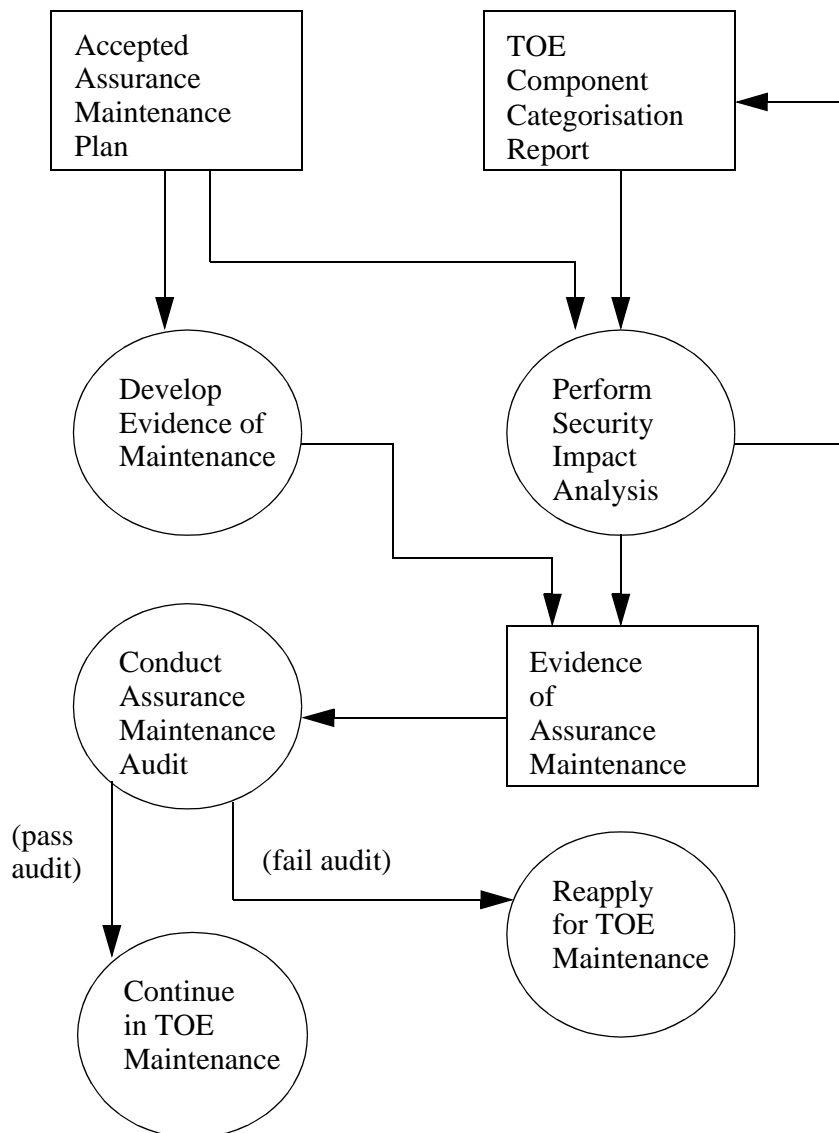 Accepted
Assurance
Maintenance
Plan
TOE
Component
Categorisation
Report
Develop
Evidence of
Maintenance
Perform
Security
Impact
Analysis
Conduct
Assurance
Maintenance
Audit
Evidence
of
Assurance
Maintenance
(pass
audit)
(fail audit)
Reapply
for TOE
Maintenance
Continue
in TOE
Maintenance